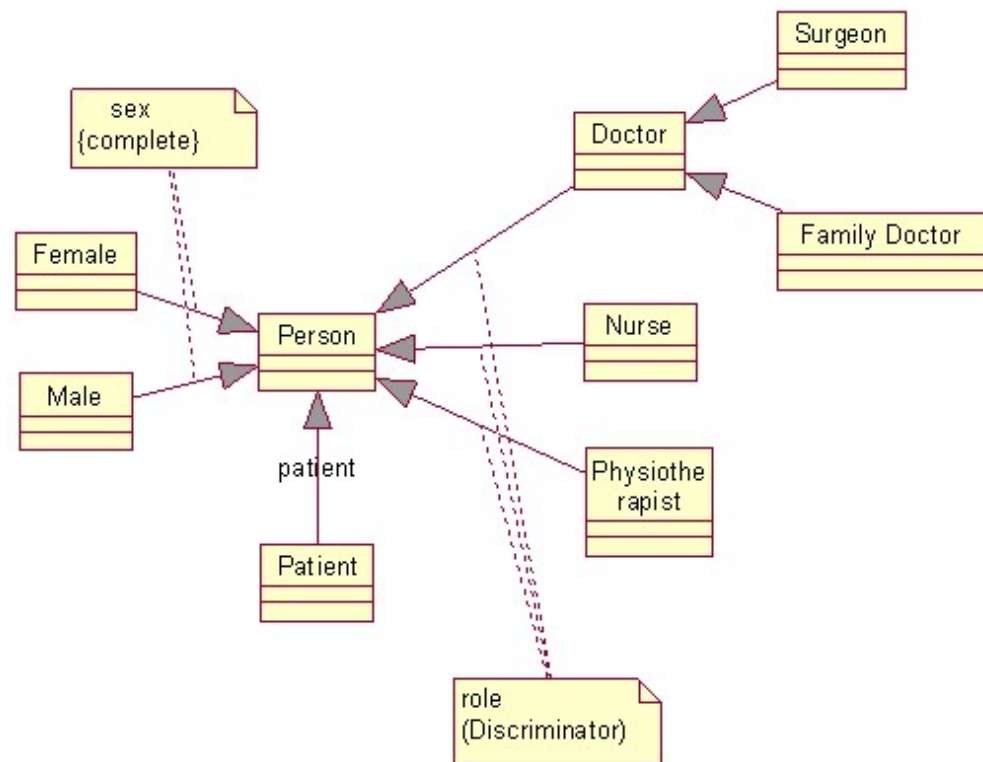 Surgeon
sex
{complete}
Doctor
Family Doctor
Female
Person
Nurse
Male
patient
Physiothe
rapist
Patient
role
(Discriminator)